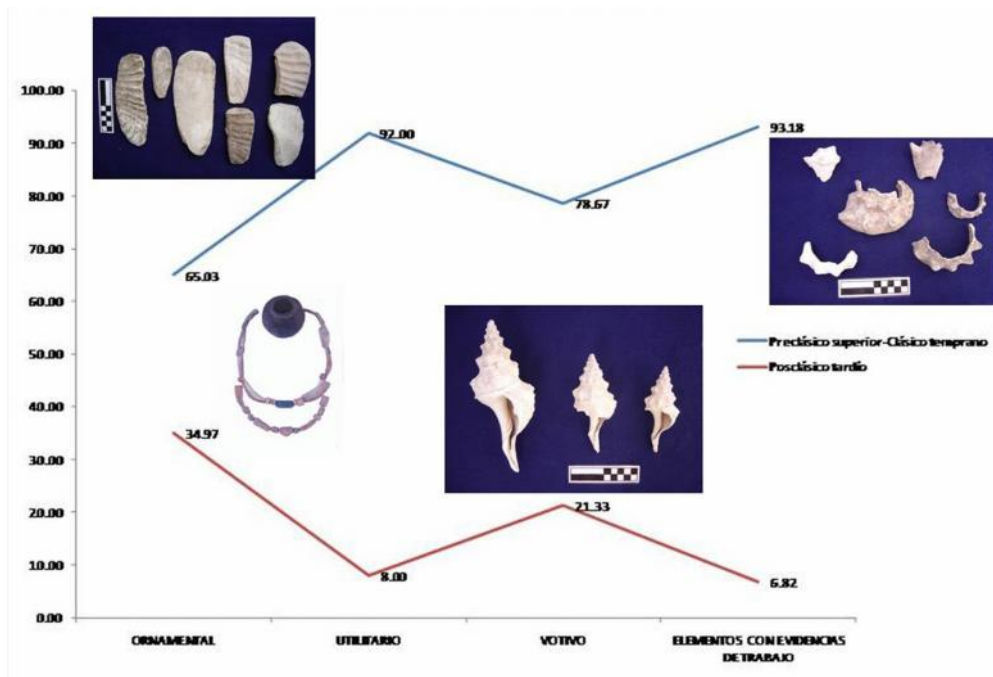 100.00
90.00
80.00
70.00
60.00
50.00
40.00
30.00
20.00
10.00
0.00
65.03
92.00
78.67
93.18
34.97
8.00
21.33
6.82
Preclásico superior-Clásico temprano
Posclásico tardío
ORNAMENTAL
UTILITARIO
VOTIVO
ELEMENTOS CON EVIDENCIAS
DE TRABAJO